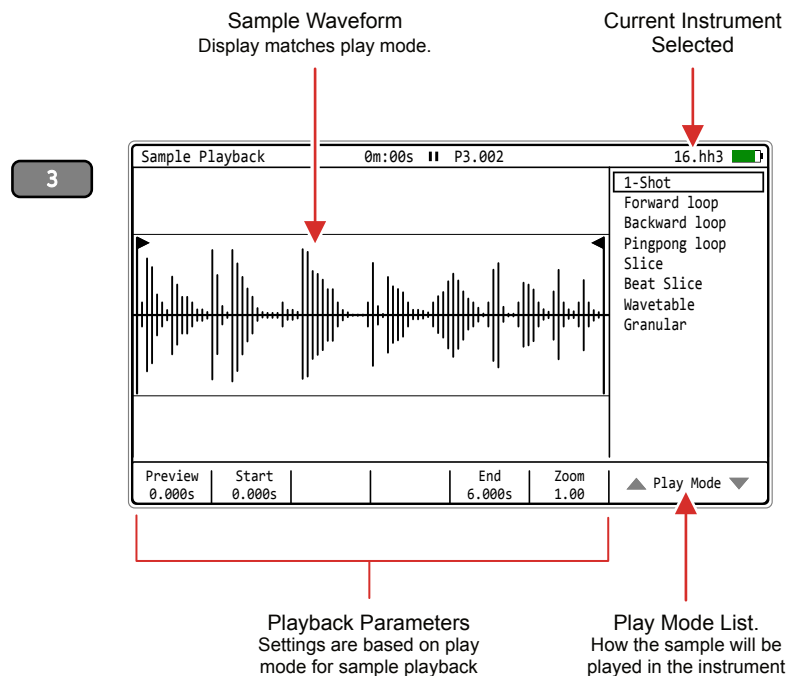 Sample Waveform
Display matches play mode.
Current Instrument
Selected
3
Sample Playback 0m:00s P3.002 16.hh3
1-Shot
Forward loop
Backward loop
Pingpong loop
Slice
Beat Slice
Wavetable
Granular
Preview Start End Zoom
0.000s 0.000s 6.000s 1.00
Play Mode
Playback Parameters
Settings are based on play
mode for sample playback
Play Mode List.
How the sample will be
played in the instrument